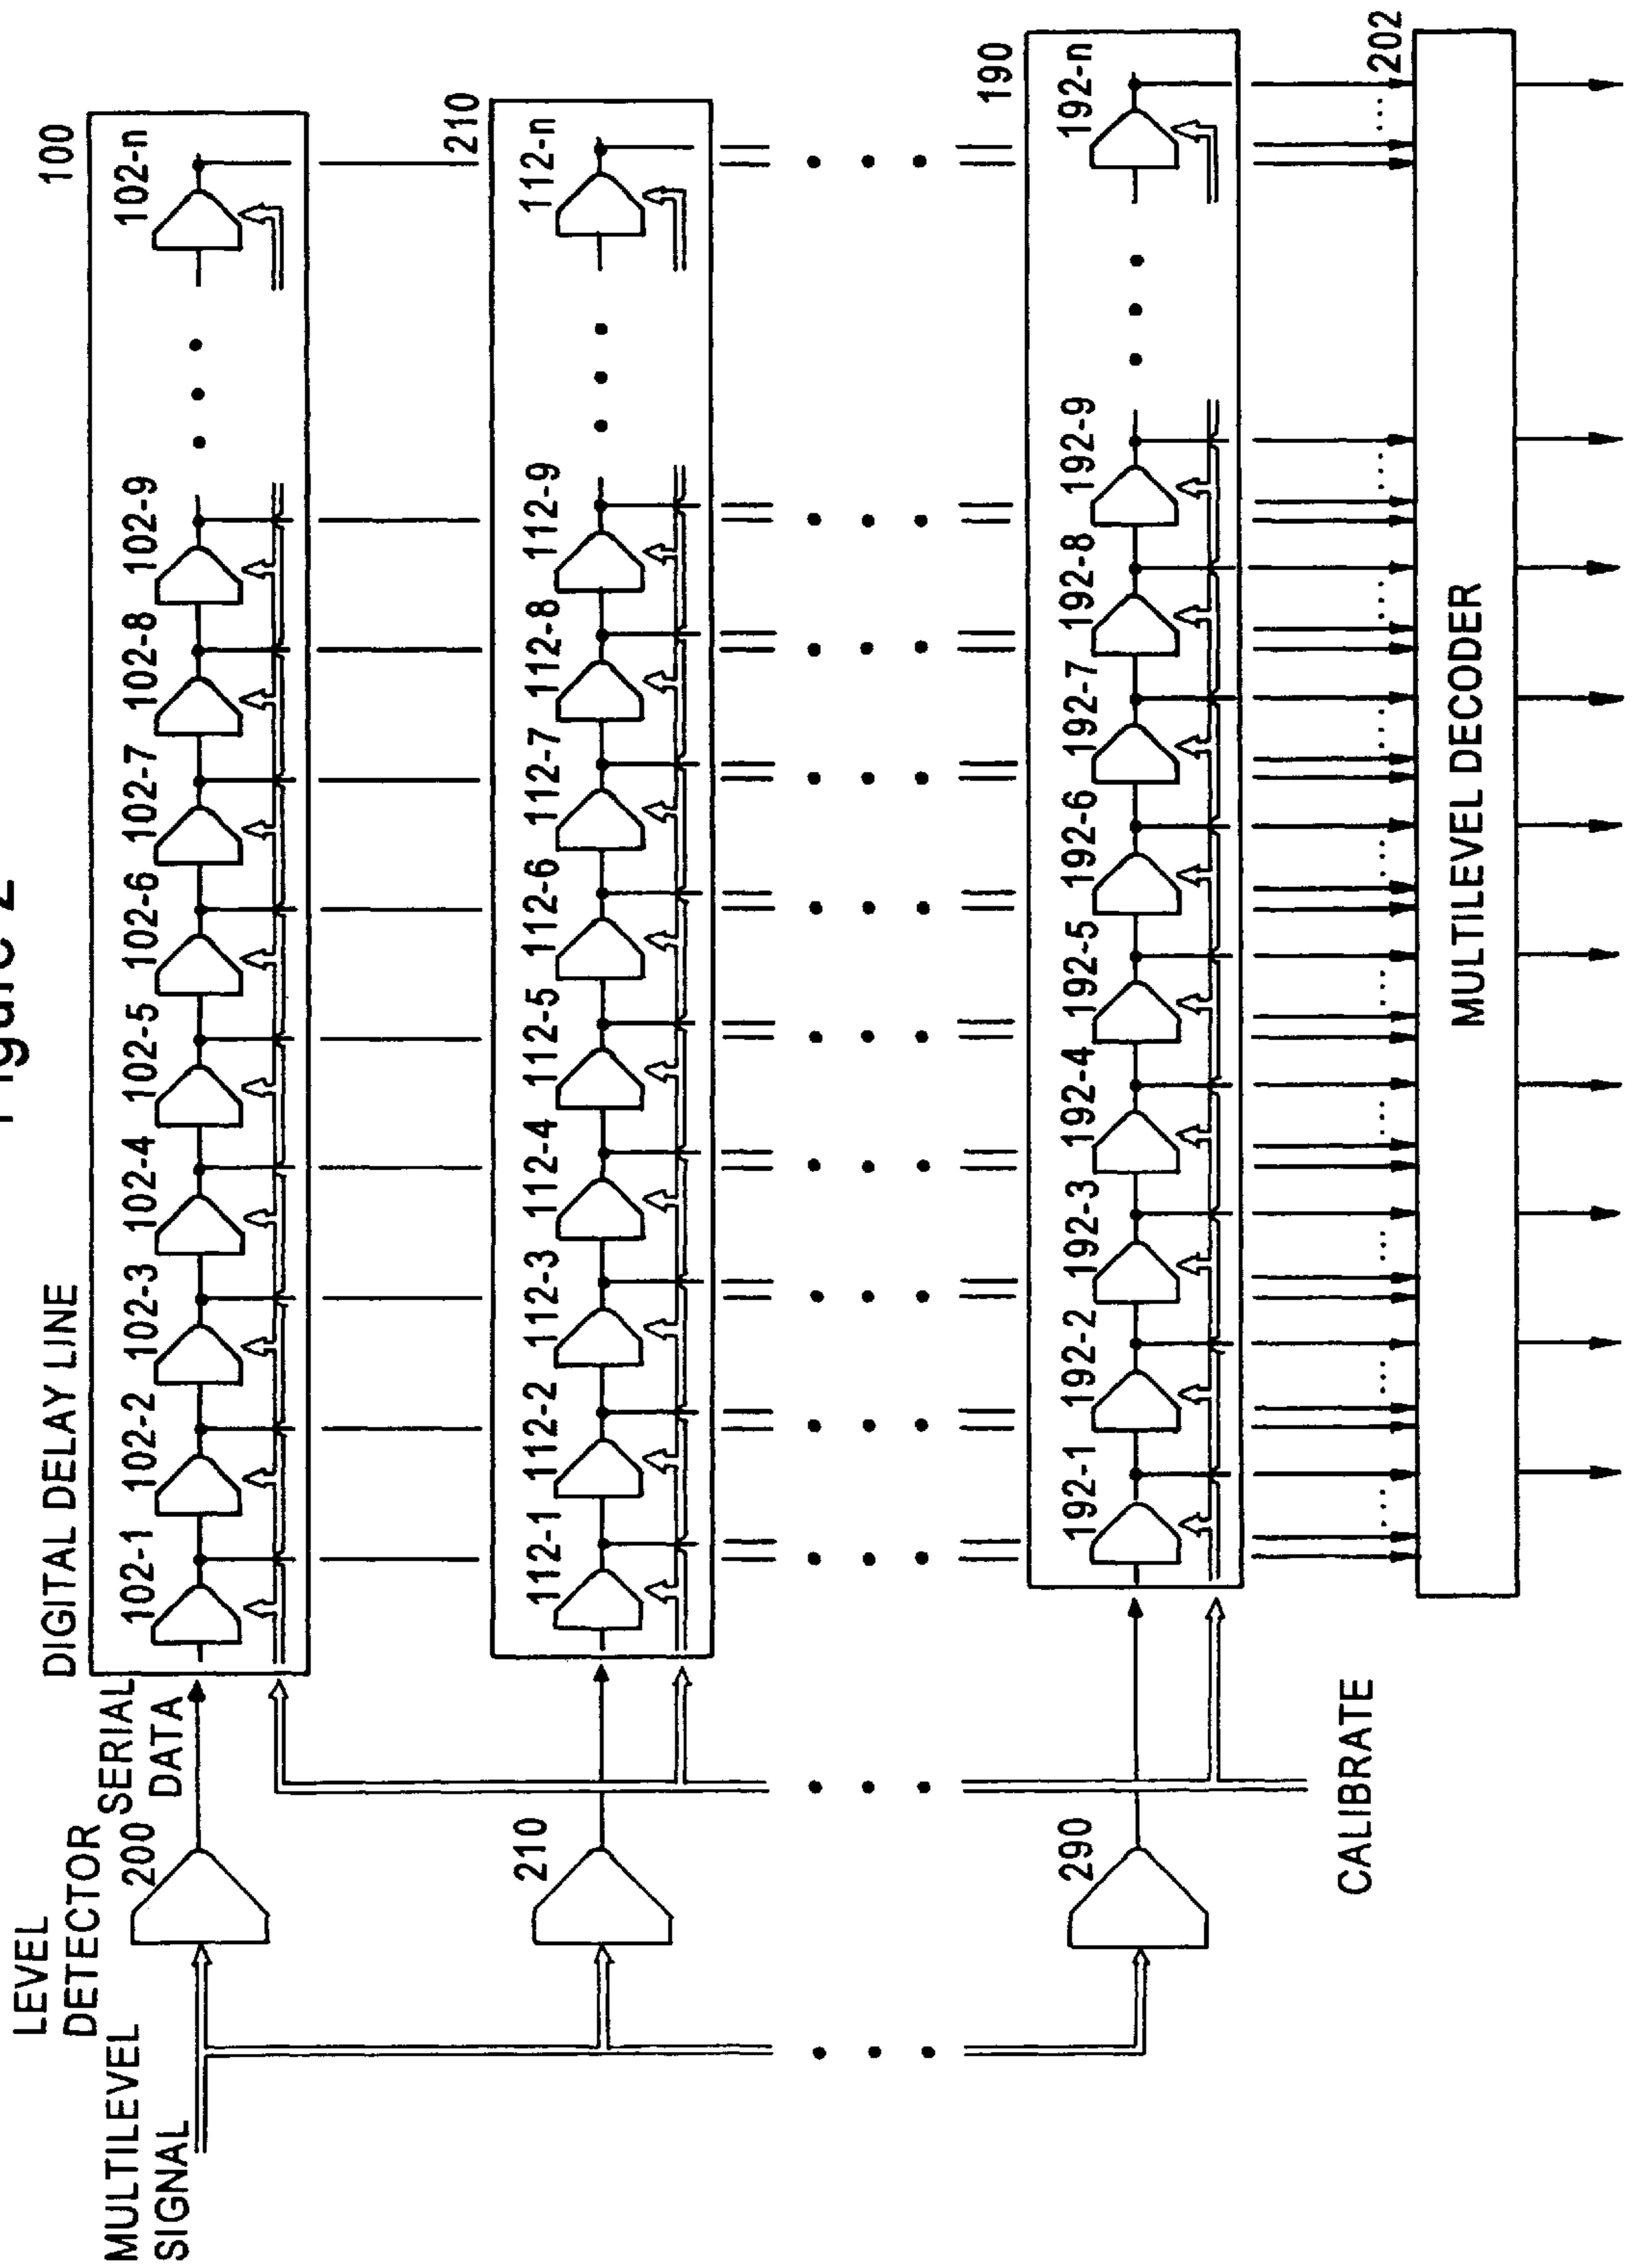 Figure 2
LEVEL
DETECTOR
MULTILEVEL
SIGNAL
200
SERIAL
DATA
DIGITAL DELAY LINE
100
102-1 102-2 102-3 102-4 102-5 102-6 102-7 102-8 102-9 102-n
210
210
112-1 112-2 112-3 112-4 112-5 112-6 112-7 112-8 112-9 112-n
290
190
192-1 192-2 192-3 192-4 192-5 192-6 192-7 192-8 192-9 192-n
CALIBRATE
202
MULTILEVEL DECODER